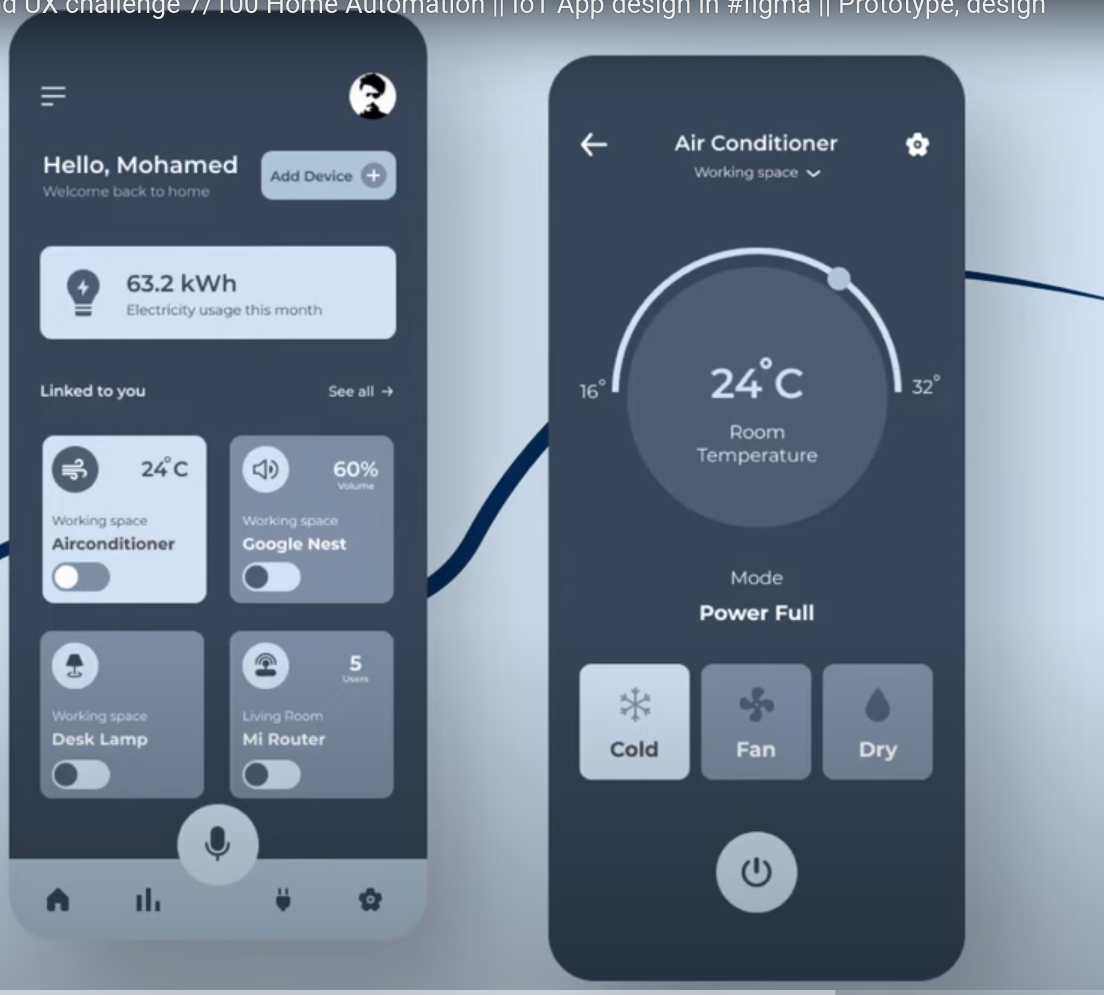 d UX challenge 7/100 Home Automation || IoT App design in #figma || Prototype, design
Hello, Mohamed
Welcome back to home
Add Device
63.2 kWh
Electricity usage this month
Linked to you
See all →
24°C
Working space
Airconditioner
60%
Volume
Working space
Google Nest
Working space
Desk Lamp
5
Users
Living Room
Mi Router
Air Conditioner
Working space
16°
32°
24°C
Room
Temperature
Mode
Power Full
Cold
Fan
Dry